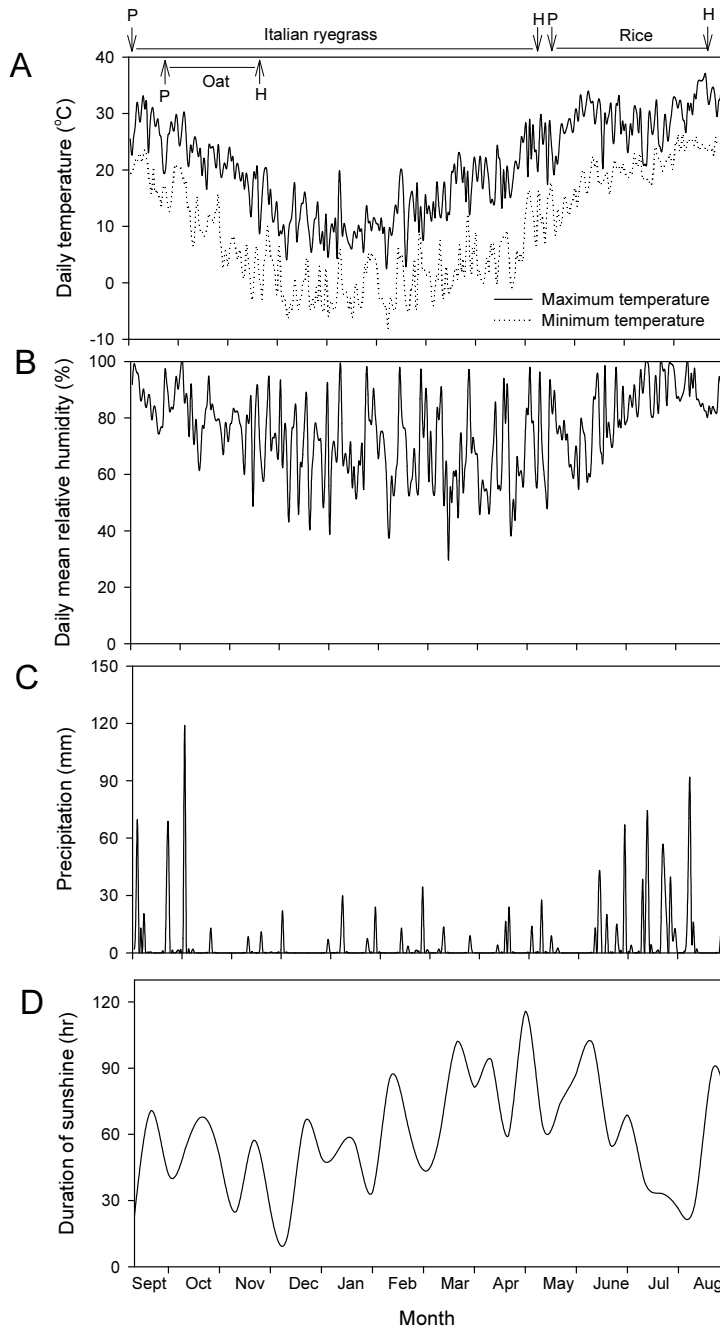 P H P H
Italian ryegrass Rice
A
40
Oat
P H
30
20
10
0
-10
Daily temperature (°C)
Maximum temperature
Minimum temperature
B
100
80
60
40
20
0
Daily mean relative humidity (%)
C
150
120
90
60
30
0
Precipitation (mm)
D
120
90
60
30
0
Duration of sunshine (hr)
Sept Oct Nov Dec Jan Feb Mar Apr May June Jul Aug
Month